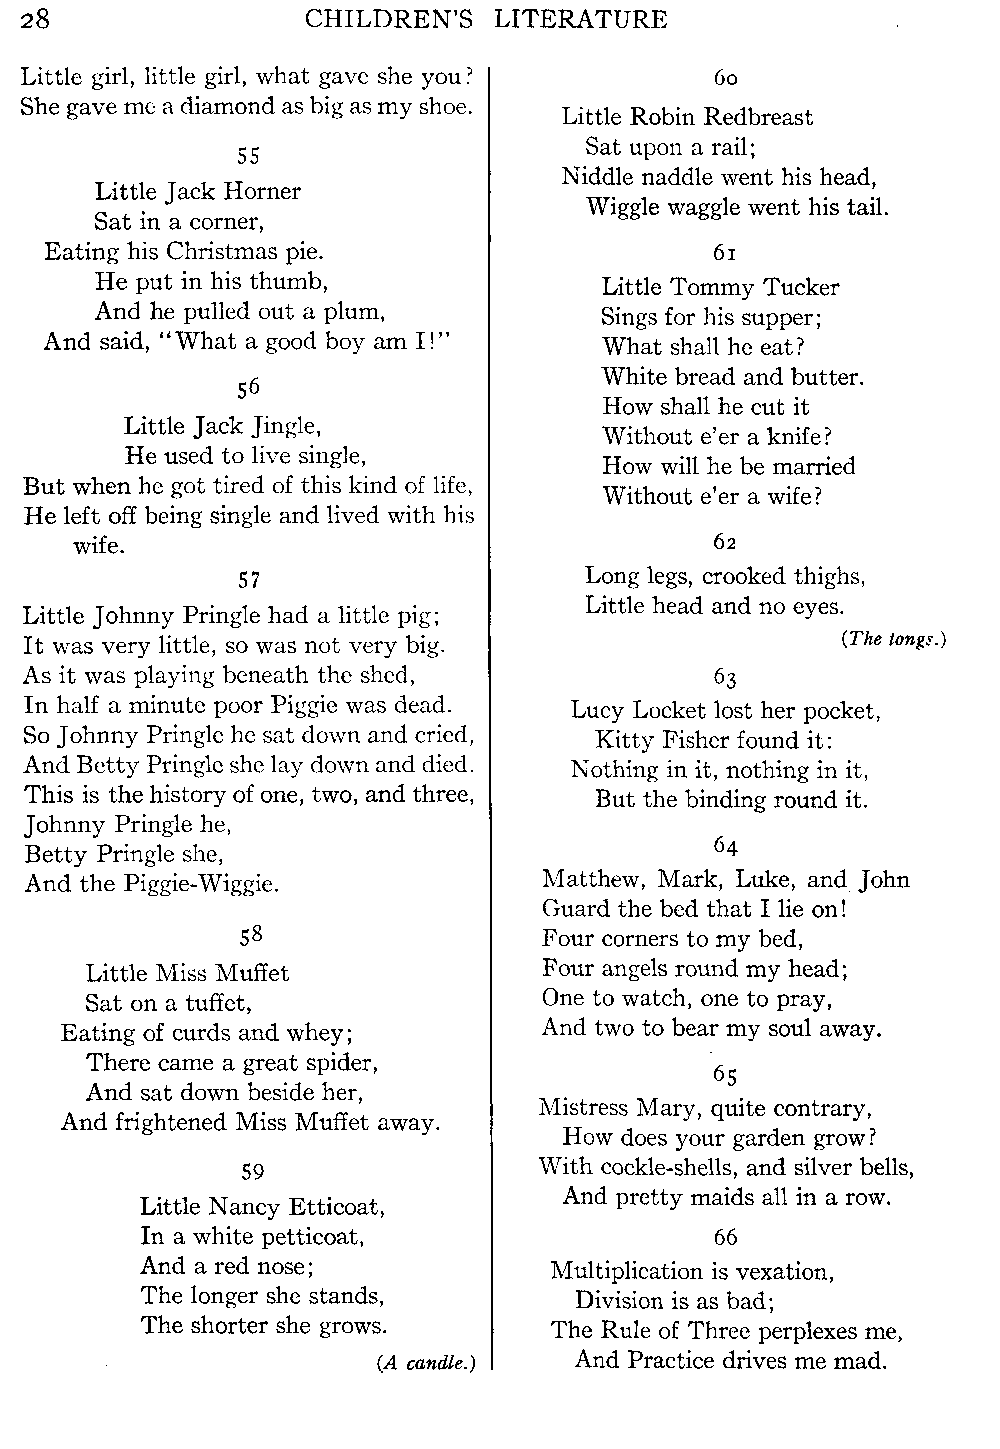 28 CHILDREN'S LITERATURE
Little girl, little girl, what gave she you?
She gave me a diamond as big as my shoe.
55
Little Jack Horner
Sat in a corner,
Eating his Christmas pie.
He put in his thumb,
And he pulled out a plum,
And said, "What a good boy am I!"
56
Little Jack Jingle,
He used to live single,
But when he got tired of this kind of life,
He left off being single and lived with his
wife.
57
Little Johnny Pringle had a little pig;
It was very little, so was not very big.
As it was playing beneath the shed,
In half a minute poor Piggie was dead.
So Johnny Pringle he sat down and cried,
And Betty Pringle she lay down and died.
This is the history of one, two, and three,
Johnny Pringle he,
Betty Pringle she,
And the Piggie-Wiggie.
58
Little Miss Muffet
Sat on a tuffet,
Eating of curds and whey;
There came a great spider,
And sat down beside her,
And frightened Miss Muffet away.
59
Little Nancy Etticoat,
In a white petticoat,
And a red nose;
The longer she stands,
The shorter she grows.
(A candle.)
60
Little Robin Redbreast
Sat upon a rail;
Niddle naddle went his head,
Wiggle waggle went his tail.
61
Little Tommy Tucker
Sings for his supper;
What shall he eat?
White bread and butter.
How shall he cut it
Without e'er a knife?
How will he be married
Without e'er a wife?
62
Long legs, crooked thighs,
Little head and no eyes.
(The tongs.)
63
Lucy Locket lost her pocket,
Kitty Fisher found it:
Nothing in it, nothing in it,
But the binding round it.
64
Matthew, Mark, Luke, and John
Guard the bed that I lie on!
Four corners to my bed,
Four angels round my head;
One to watch, one to pray,
And two to bear my soul away.
65
Mistress Mary, quite contrary,
How does your garden grow?
With cockle-shells, and silver bells,
And pretty maids all in a row.
66
Multiplication is vexation,
Division is as bad;
The Rule of Three perplexes me,
And Practice drives me mad.